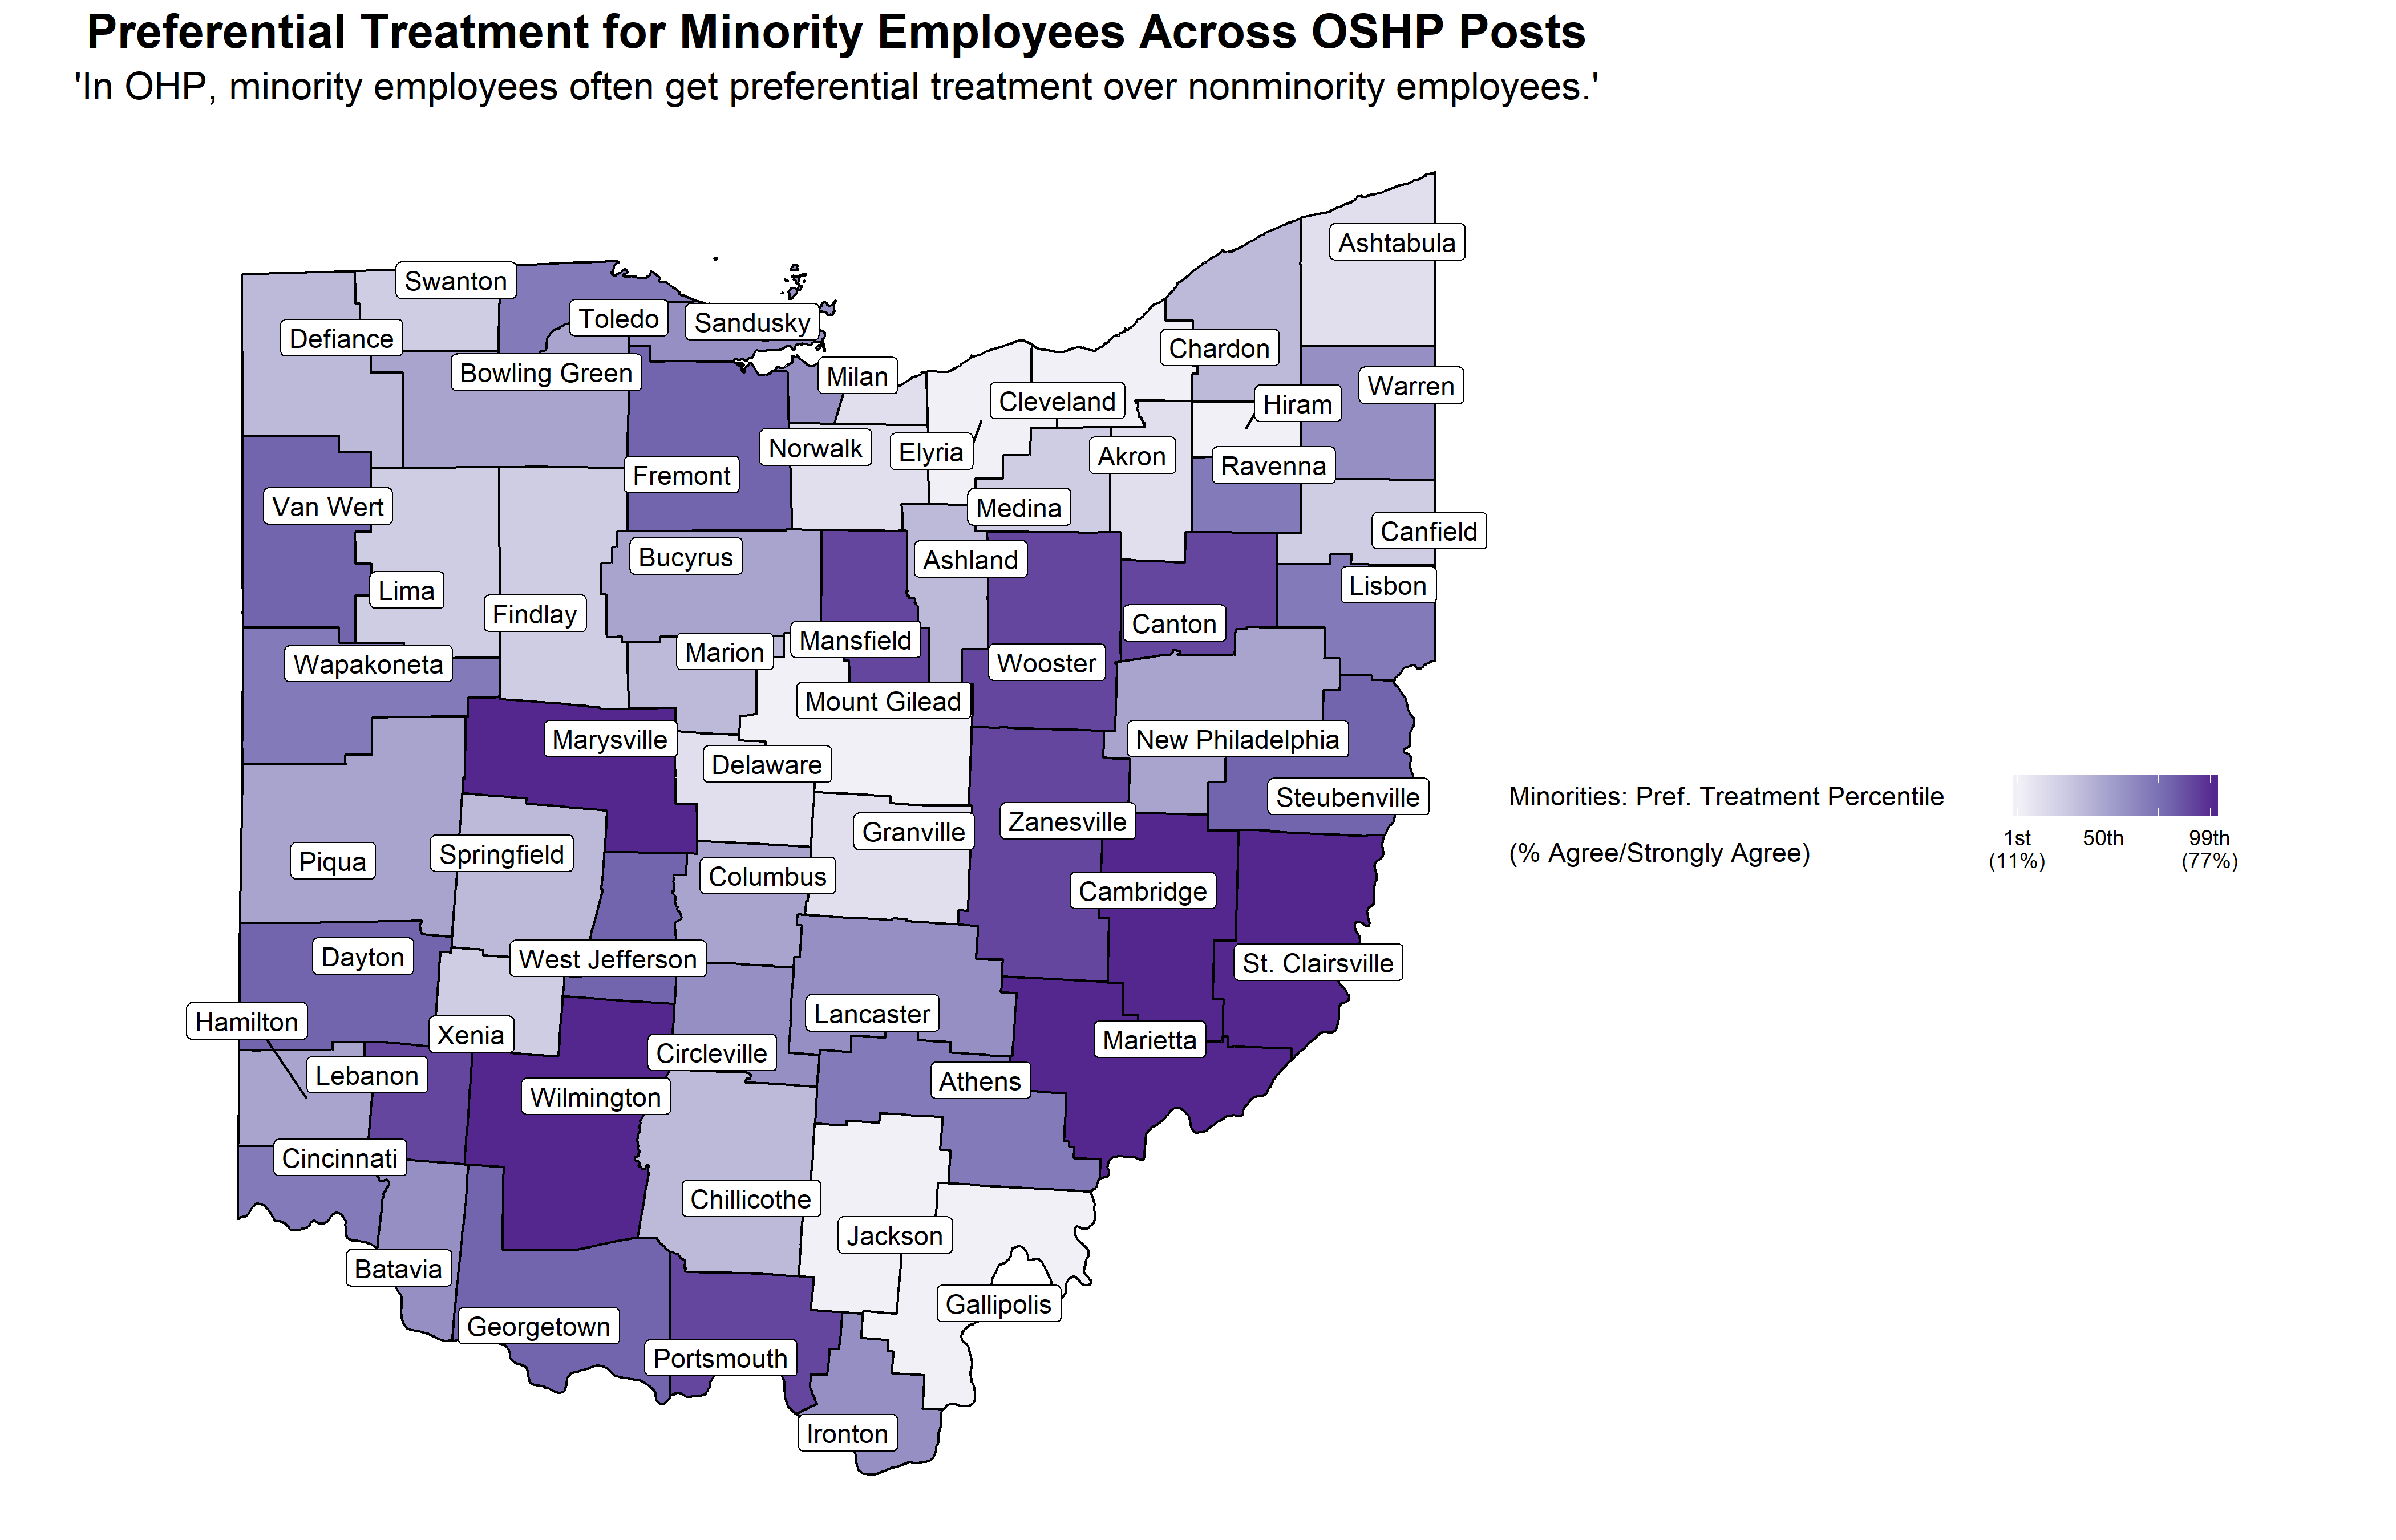 Preferential Treatment for Minority Employees Across OSHP Posts
'In OHP, minority employees often get preferential treatment over nonminority employees.'
Ashtabula
Swanton
Toledo
Sandusky
Defiance
Chardon
Bowling Green
Milan
Warren
Cleveland
Hiram
Norwalk
Elyria
Akron
Ravenna
Fremont
Van Wert
Medina
Canfield
Bucyrus
Ashland
Lisbon
Lima
Findlay
Canton
Mansfield
Marion
Wapakoneta
Wooster
Mount Gilead
Marysville
New Philadelphia
Delaware
Steubenville
Zanesville
Granville
Springfield
Piqua
Columbus
Cambridge
Dayton
West Jefferson
St. Clairsville
Lancaster
Hamilton
Xenia
Marietta
Circleville
Lebanon
Athens
Wilmington
Cincinnati
Chillicothe
Jackson
Batavia
Gallipolis
Georgetown
Portsmouth
Ironton
Minorities: Pref. Treatment Percentile
(% Agree/Strongly Agree)
1st 50th 99th
(11%) (77%)